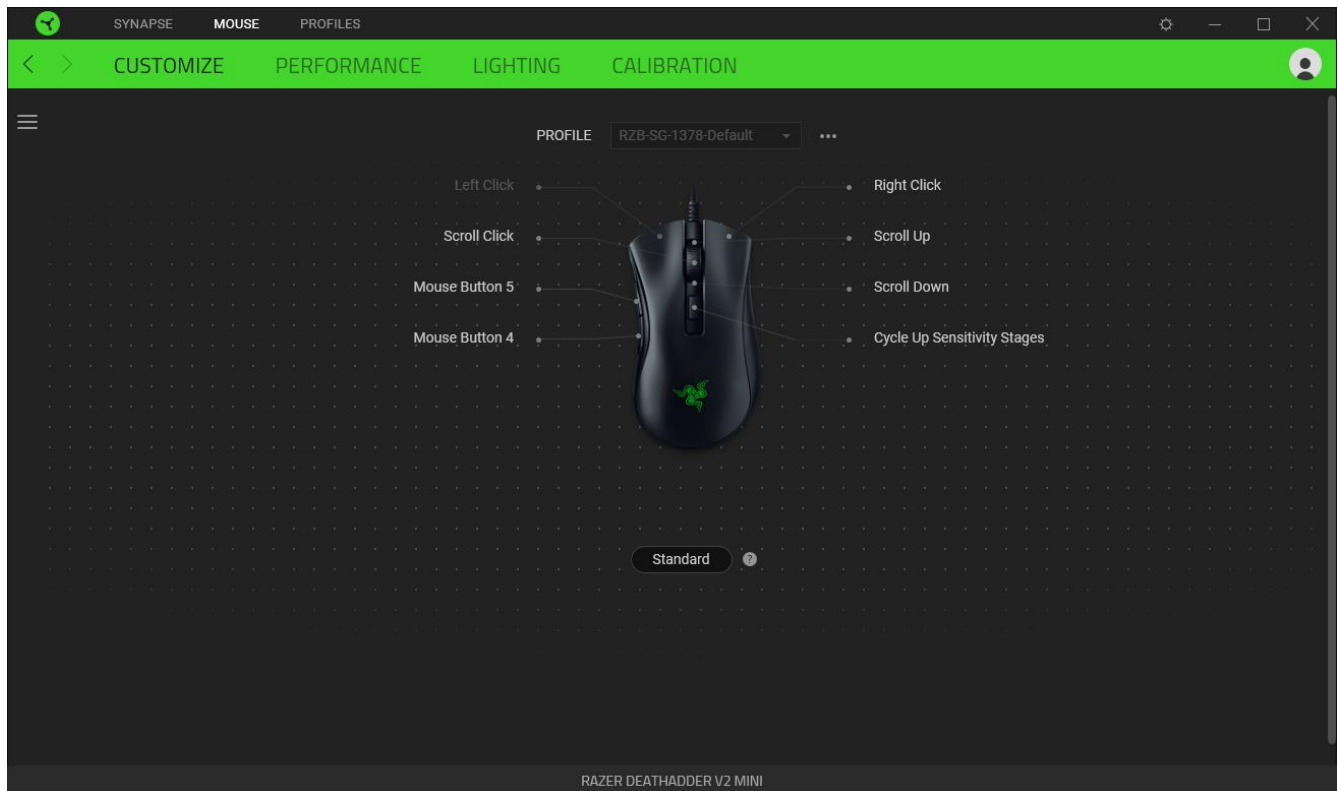 SYNAPSE MOUSE PROFILES
CUSTOMIZE PERFORMANCE LIGHTING CALIBRATION
PROFILE RZB-SG-1378-Default
Left Click Right Click
Scroll Click Scroll Up
Mouse Button 5 Scroll Down
Mouse Button 4 Cycle Up Sensitivity Stages
Standard ?
RAZER DEATHADDER V2 MINI